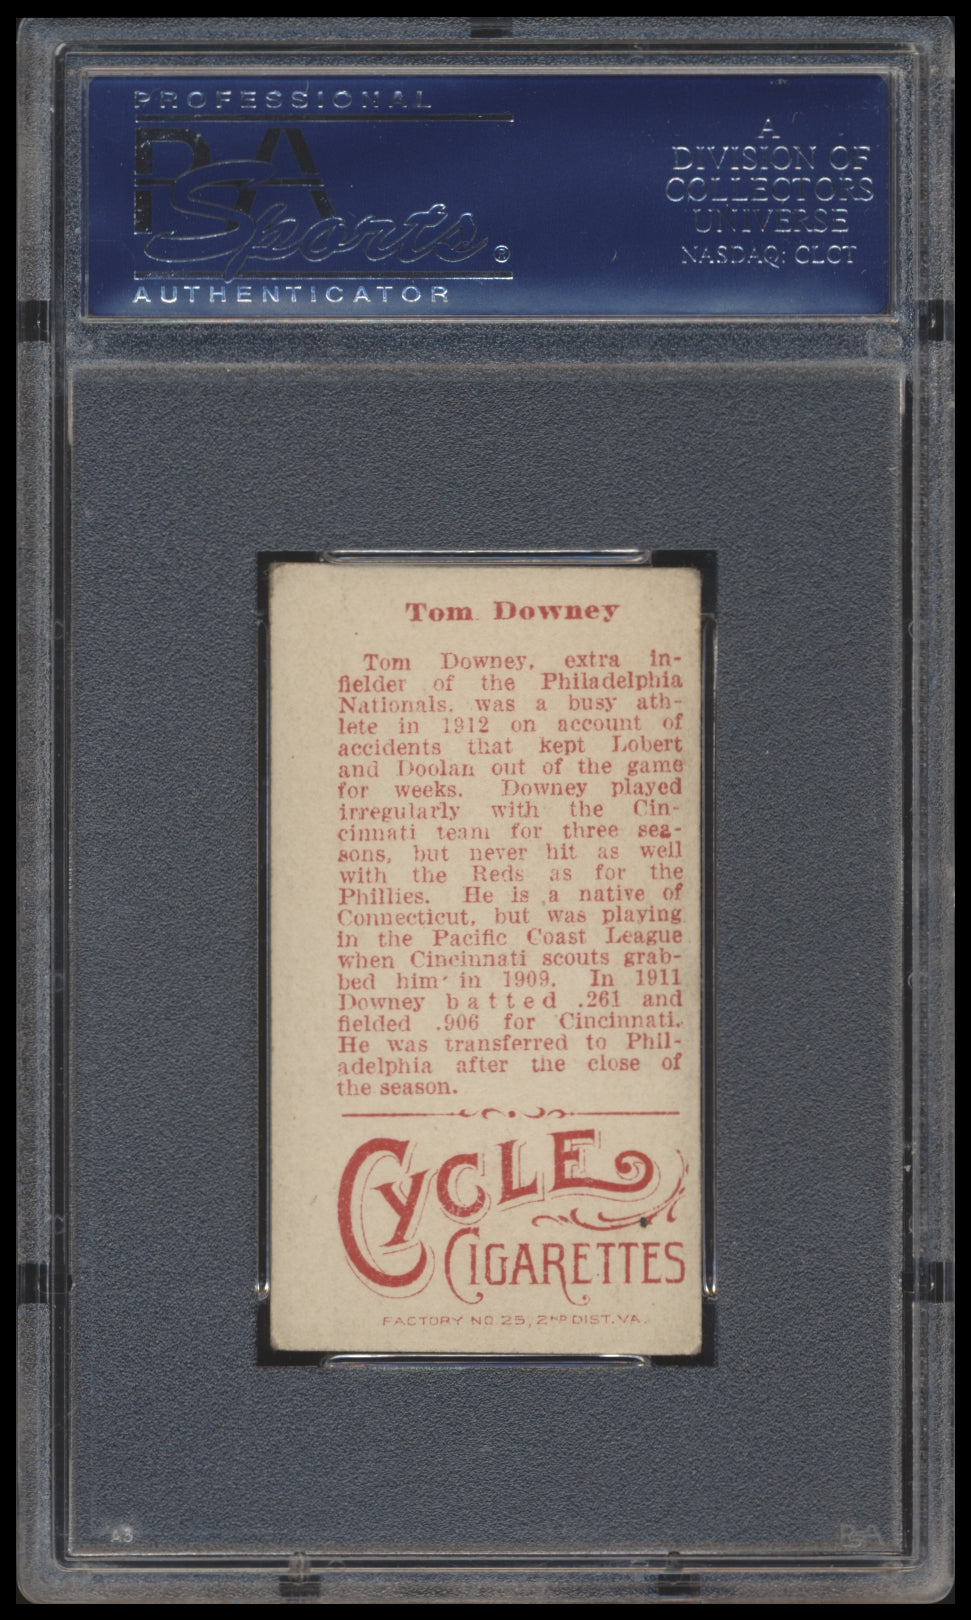 PROFESSIONAL
PSA
Sports ®
AUTHENTICATOR
A
DIVISION OF
COLLECTORS
UNIVERSE
NASDAQ: CLCT
Tom Downey
Tom Downey, extra in-
fielder of the Philadelphia
Nationals, was a busy ath-
lete in 1912 on account of
accidents that kept Lobert
and Doolan out of the game
for weeks. Downey played
irregularly with the Cin-
cinnati team for three sea-
sons, but never hit as well
with the Reds as for the
Phillies. He is a native of
Connecticut, but was playing
in the Pacific Coast League
when Cincinnati scouts grab-
bed him in 1909. In 1911
Downey batted .261 and
fielded .906 for Cincinnati.
He was transferred to Phil-
adelphia after the close of
the season.
CYCLE
CIGARETTES
FACTORY NO. 25, 2ND DIST. VA.
A3
PSA